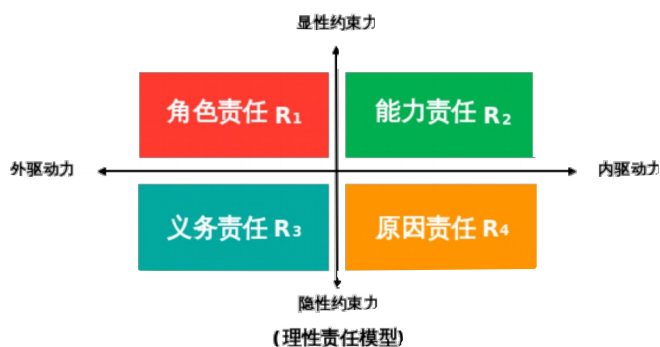 显性约束力
角色责任 R1
能力责任 R2
外驱动力
内驱动力
义务责任 R3
原因责任 R4
隐性约束力
(理性责任模型)